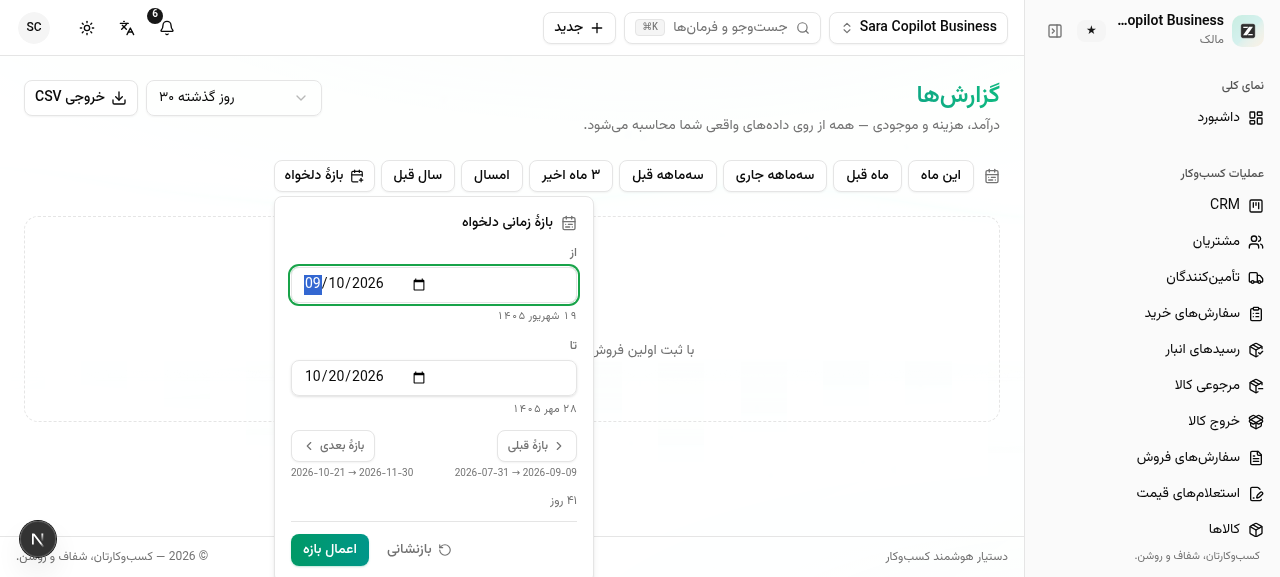 …opilot Business
مالک
Sara Copilot Business
جست‌وجو و فرمان‌ها ⌘K
جدید
6
SC
گزارش‌ها
درآمد، هزینه و موجودی — همه از روی داده‌های واقعی شما محاسبه می‌شود.
روز گذشته ۳۰
خروجی CSV
این ماه
ماه قبل
سه‌ماهه جاری
سه‌ماهه قبل
۳ ماه اخیر
امسال
سال قبل
بازهٔ دلخواه
بازهٔ زمانی دلخواه
از
09/10/2026
۱۹ شهریور ۱۴۰۵
تا
10/20/2026
۲۸ مهر ۱۴۰۵
بازهٔ قبلی
بازهٔ بعدی
2026-07-31 → 2026-09-09
2026-10-21 → 2026-11-30
۴۱ روز
بازنشانی
اعمال بازه
با ثبت اولین فروش
نمای کلی
داشبورد
عملیات کسب‌وکار
CRM
مشتریان
تأمین‌کنندگان
سفارش‌های خرید
رسیدهای انبار
مرجوعی کالا
خروج کالا
سفارش‌های فروش
استعلام‌های قیمت
کالاها
کسب‌وکارتان، شفاف و روشن.
دستیار هوشمند کسب‌وکار
© 2026 — کسب‌وکارتان، شفاف و روشن.
N